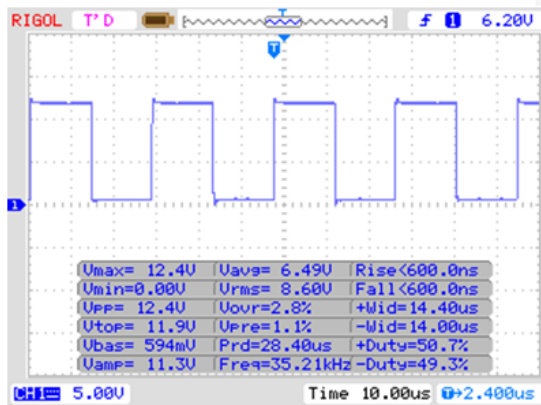 RIGOL T'D f 1 6.20V
T
T
1
Vmax= 12.4V Vavg= 6.49V Rise<600.0ns
Vmin=0.00V Vrms= 8.60V Fall<600.0ns
Vpp= 12.4V Vovr=2.8% +Wid=14.40us
Vtop= 11.9V Vpre=1.1% -Wid=14.00us
Vbas= 594mV Prd=28.40us +Duty=50.7%
Vamp= 11.3V Freq=35.21kHz -Duty=49.3%
CH1 5.00V Time 10.00us T→2.400us